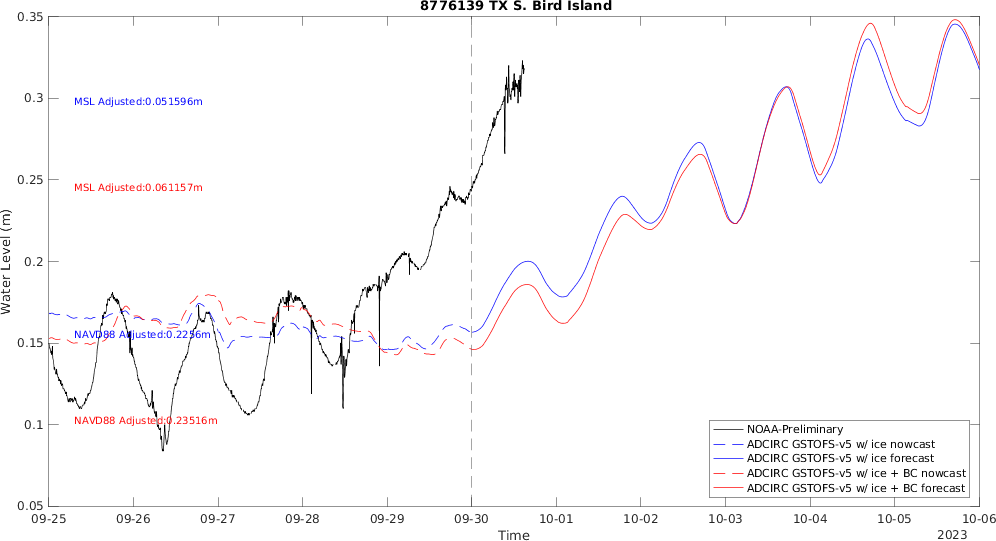 8776139 TX S. Bird Island
0.35
0.3
0.25
0.2
0.15
0.1
0.05
Water Level (m)
MSL Adjusted:0.051596m
MSL Adjusted:0.061157m
NAVD88 Adjusted:0.2256m
NAVD88 Adjusted:0.23516m
NOAA-Preliminary
ADCIRC GSTOFS-v5 w/ ice nowcast
ADCIRC GSTOFS-v5 w/ ice forecast
ADCIRC GSTOFS-v5 w/ ice + BC nowcast
ADCIRC GSTOFS-v5 w/ ice + BC forecast
09-25 09-26 09-27 09-28 09-29 09-30 10-01 10-02 10-03 10-04 10-05 10-06
Time
2023